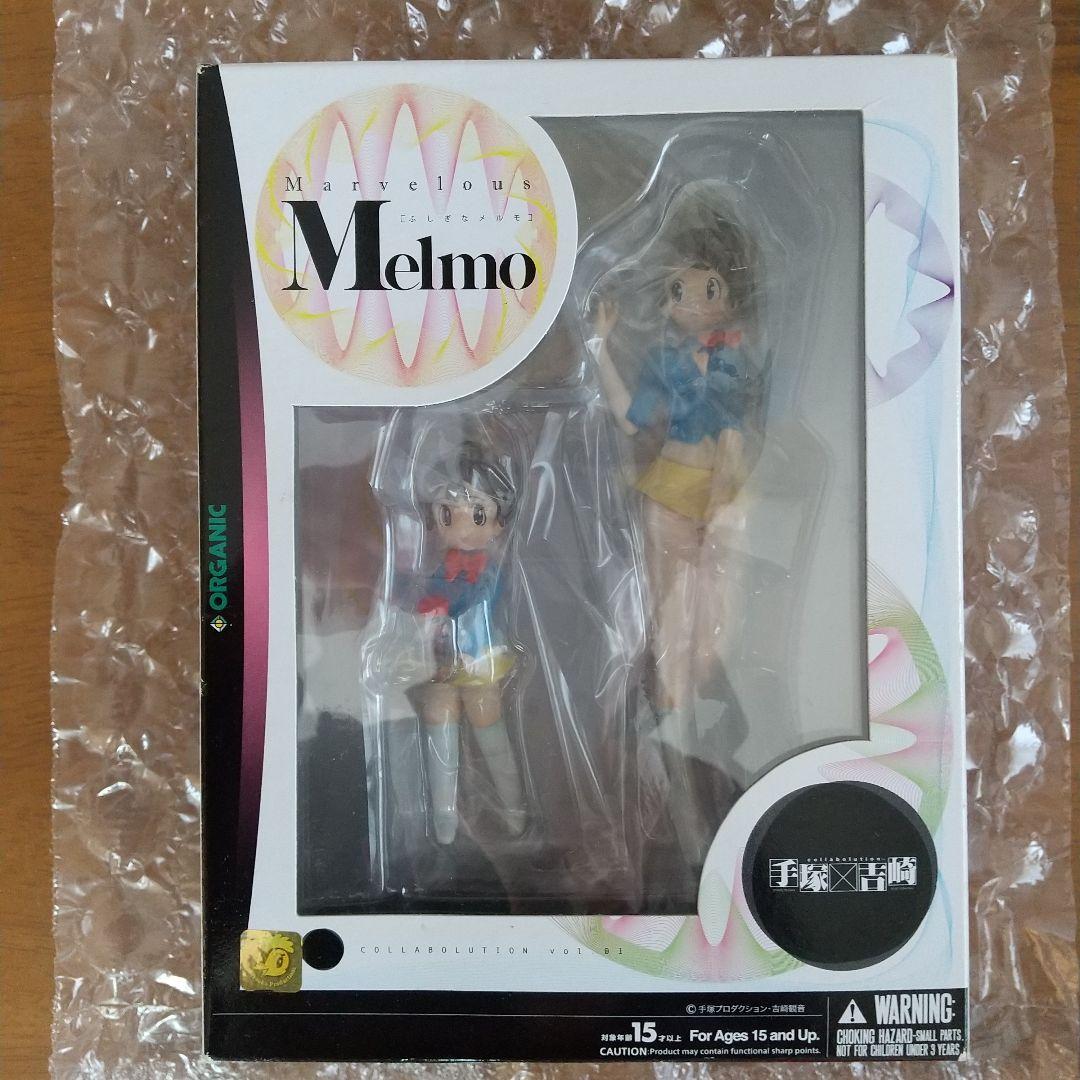 Marvelous
[ふしぎなメルモ]
Melmo
ORGANIC
collabolution
手塚×吉崎
COLLABOLUTION vol.01
© 手塚プロダクション・吉崎観音
対象年齢15才以上 For Ages 15 and Up.
CAUTION:Product may contain functional sharp points.
WARNING:
CHOKING HAZARD-SMALL PARTS.
NOT FOR CHILDREN UNDER 3 YEARS